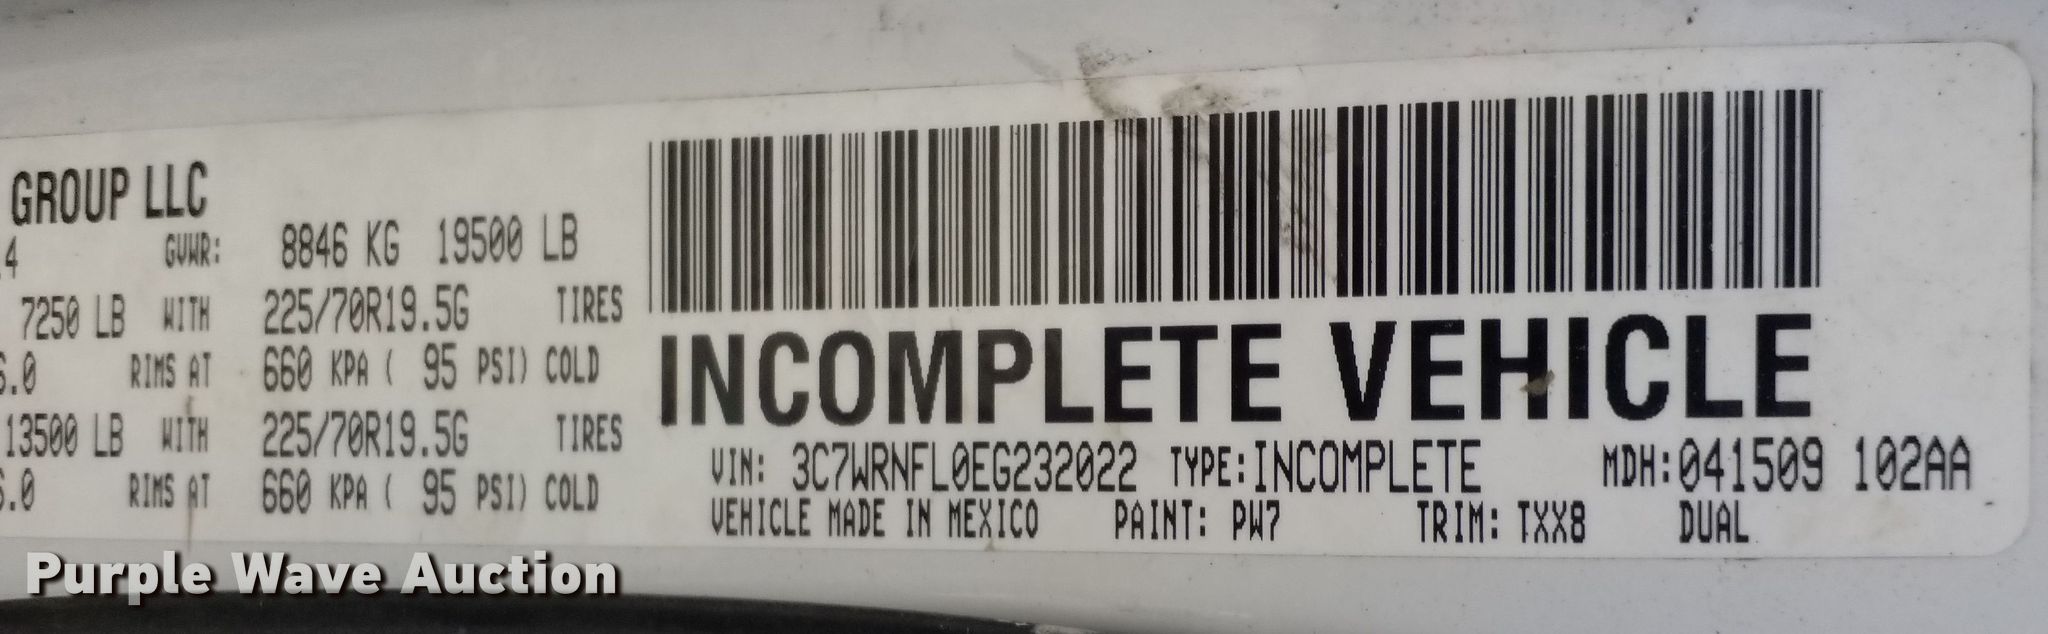 GROUP LLC
.4 GVWR: 8846 KG 19500 LB
7250 LB WITH 225/70R19.5G TIRES
6.0 RIMS AT 660 KPA ( 95 PSI) COLD
13500 LB WITH 225/70R19.5G TIRES
6.0 RIMS AT 660 KPA ( 95 PSI) COLD
INCOMPLETE VEHICLE
VIN: 3C7WRNFL0EG232022 TYPE:INCOMPLETE MDH:041509 102AA
VEHICLE MADE IN MEXICO PAINT: PW7 TRIM: TXX8 DUAL
Purple Wave Auction